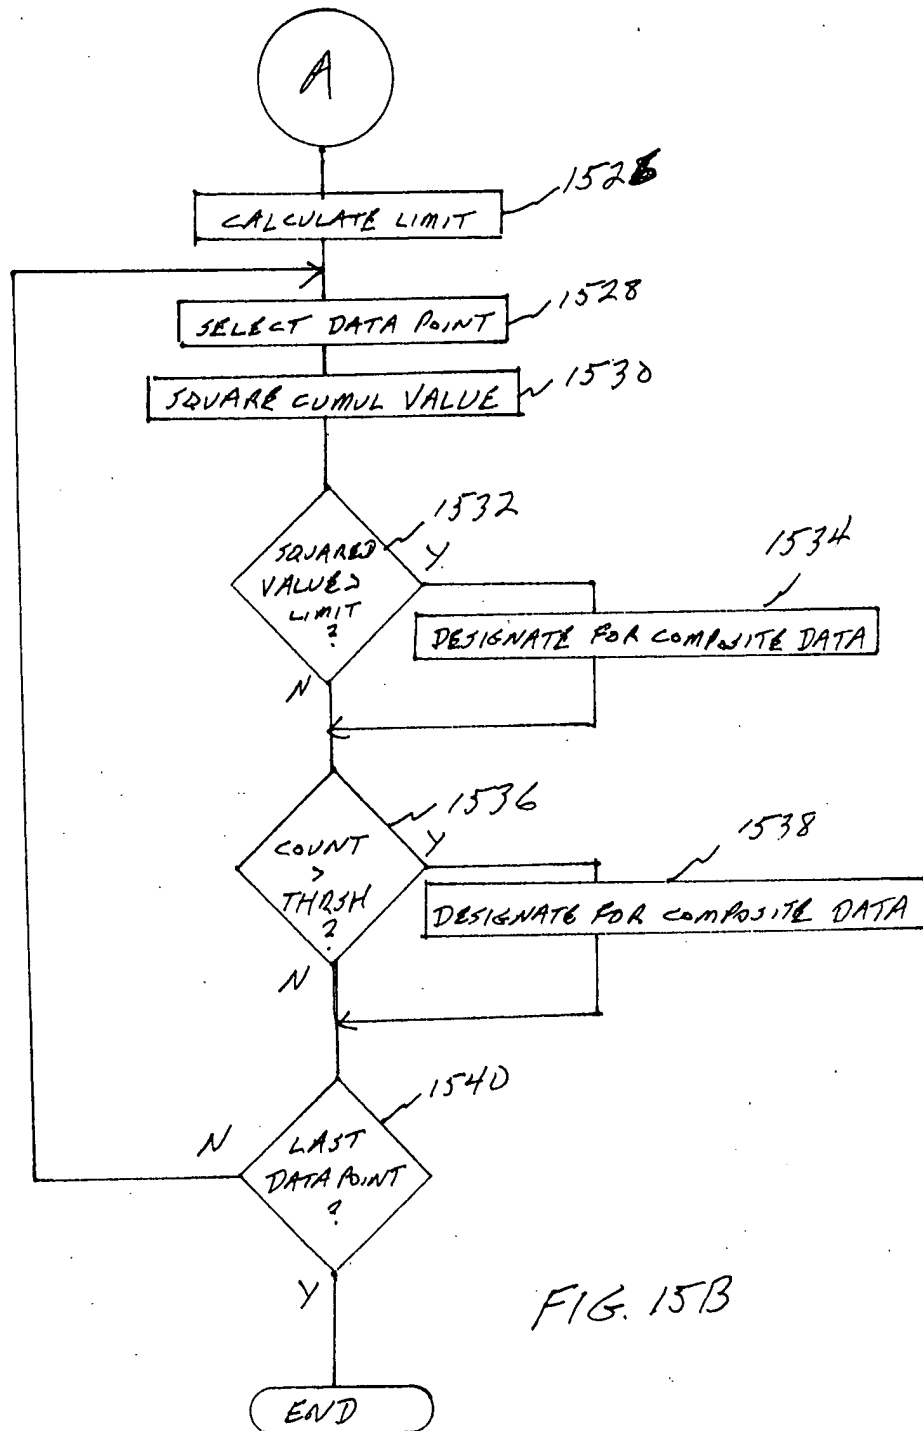 A
1526
CALCULATE LIMIT
1528
SELECT DATA POINT
1530
SQUARE CUMUL VALUE
1532
SQUARED
VALUE >
LIMIT
?
Y
N
1534
DESIGNATE FOR COMPOSITE DATA
1536
COUNT
>
THRSH
?
Y
N
1538
DESIGNATE FOR COMPOSITE DATA
1540
LAST
DATA POINT
?
N
Y
FIG. 15B
END